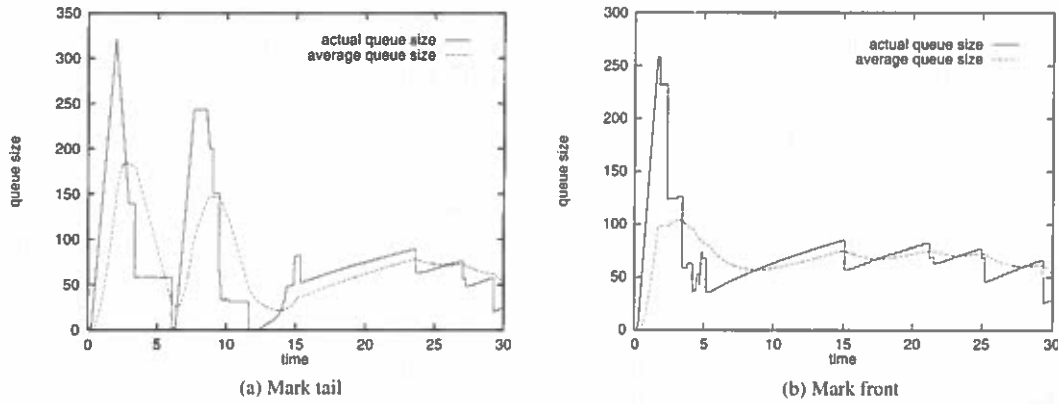 350
300
250
200
150
100
50
0
queue size
actual queue size
average queue size
0 5 10 15 20 25 30
time
(a) Mark tail
300
250
200
150
100
50
0
queue size
actual queue size
average queue size
0 5 10 15 20 25 30
time
(b) Mark front